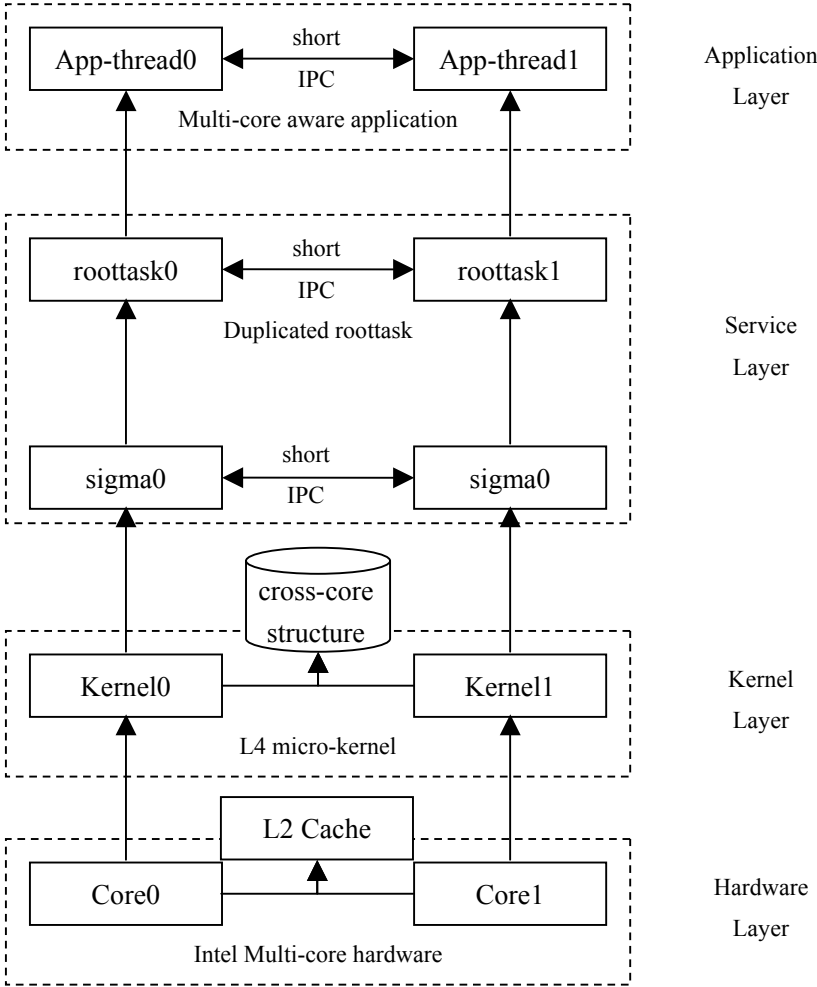 App-thread0
short
IPC
App-thread1
Multi-core aware application
Application
Layer
roottask0
short
IPC
roottask1
Duplicated roottask
Service
Layer
sigma0
short
IPC
sigma0
cross-core
structure
Kernel0
Kernel1
L4 micro-kernel
Kernel
Layer
L2 Cache
Core0
Core1
Intel Multi-core hardware
Hardware
Layer